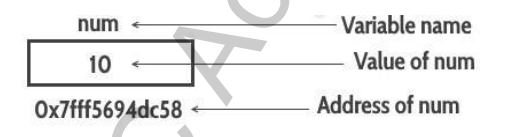 num Variable name
10 Value of num
0x7fff5694dc58 Address of num